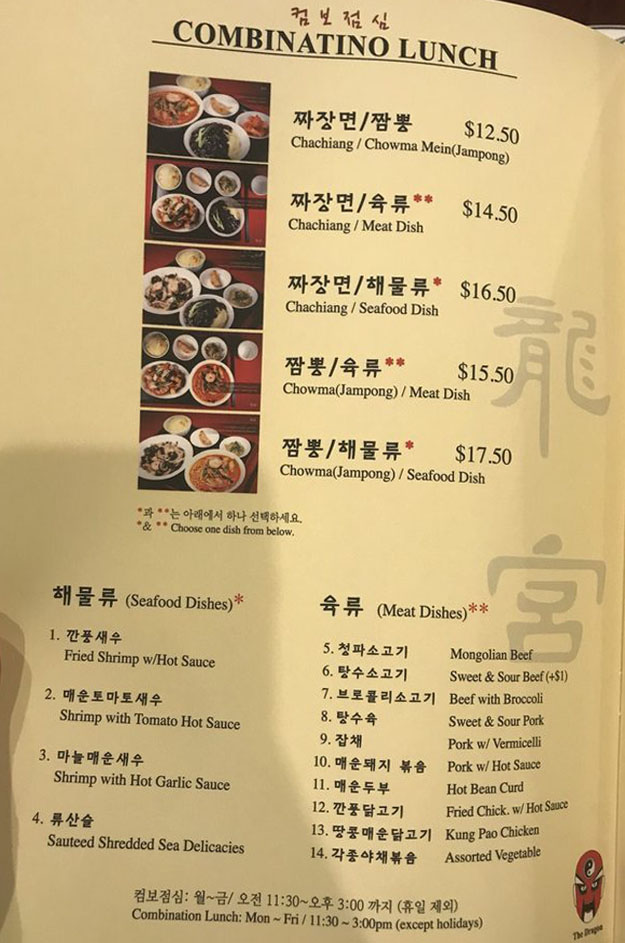 컴보점심
COMBINATINO LUNCH
짜장면/짬뽕 $12.50
Chachiang / Chowma Mein(Jampong)
짜장면/육류** $14.50
Chachiang / Meat Dish
짜장면/해물류* $16.50
Chachiang / Seafood Dish
짬뽕/육류** $15.50
Chowma(Jampong) / Meat Dish
짬뽕/해물류* $17.50
Chowma(Jampong) / Seafood Dish
*과 **는 아래에서 하나 선택하세요.
*& ** Choose one dish from below.
龍宮
해물류 (Seafood Dishes)*
1. 깐풍새우
Fried Shrimp w/Hot Sauce
2. 매운토마토새우
Shrimp with Tomato Hot Sauce
3. 마늘매운새우
Shrimp with Hot Garlic Sauce
4. 류산슬
Sauteed Shredded Sea Delicacies
육류 (Meat Dishes)**
5. 청파소고기 Mongolian Beef
6. 탕수소고기 Sweet & Sour Beef (+$1)
7. 브로콜리소고기 Beef with Broccoli
8. 탕수육 Sweet & Sour Pork
9. 잡채 Pork w/ Vermicelli
10. 매운돼지 볶음 Pork w/ Hot Sauce
11. 매운두부 Hot Bean Curd
12. 깐풍닭고기 Fried Chick. w/ Hot Sauce
13. 땅콩매운닭고기 Kung Pao Chicken
14. 각종야채볶음 Assorted Vegetable
컴보점심: 월~금/ 오전 11:30~오후 3:00 까지 (휴일 제외)
Combination Lunch: Mon ~ Fri / 11:30 ~ 3:00pm (except holidays)
The Dragon